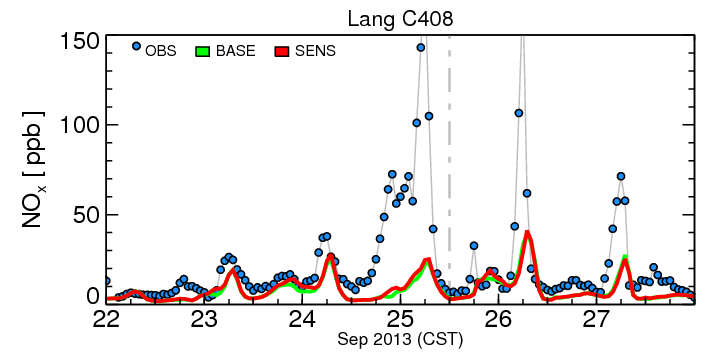 Lang C408
NOx [ ppb ]
150
100
50
0
OBS BASE SENS
22 23 24 25 26 27
Sep 2013 (CST)